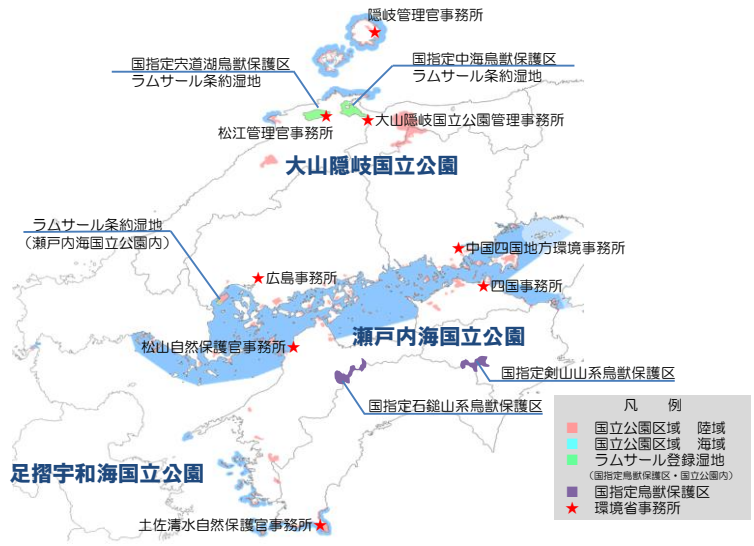 隠岐管理官事務所
国指定宍道湖鳥獣保護区
ラムサール条約湿地
国指定中海鳥獣保護区
ラムサール条約湿地
松江管理官事務所
大山隠岐国立公園管理事務所
大山隠岐国立公園
ラムサール条約湿地
(瀬戸内海国立公園内)
中国四国地方環境事務所
広島事務所
四国事務所
瀬戸内海国立公園
松山自然保護官事務所
国指定剣山山系鳥獣保護区
国指定石鎚山系鳥獣保護区
足摺宇和海国立公園
土佐清水自然保護官事務所
凡 例
国立公園区域 陸域
国立公園区域 海域
ラムサール登録湿地
(国指定鳥獣保護区・国立公園内)
国指定鳥獣保護区
環境省事務所